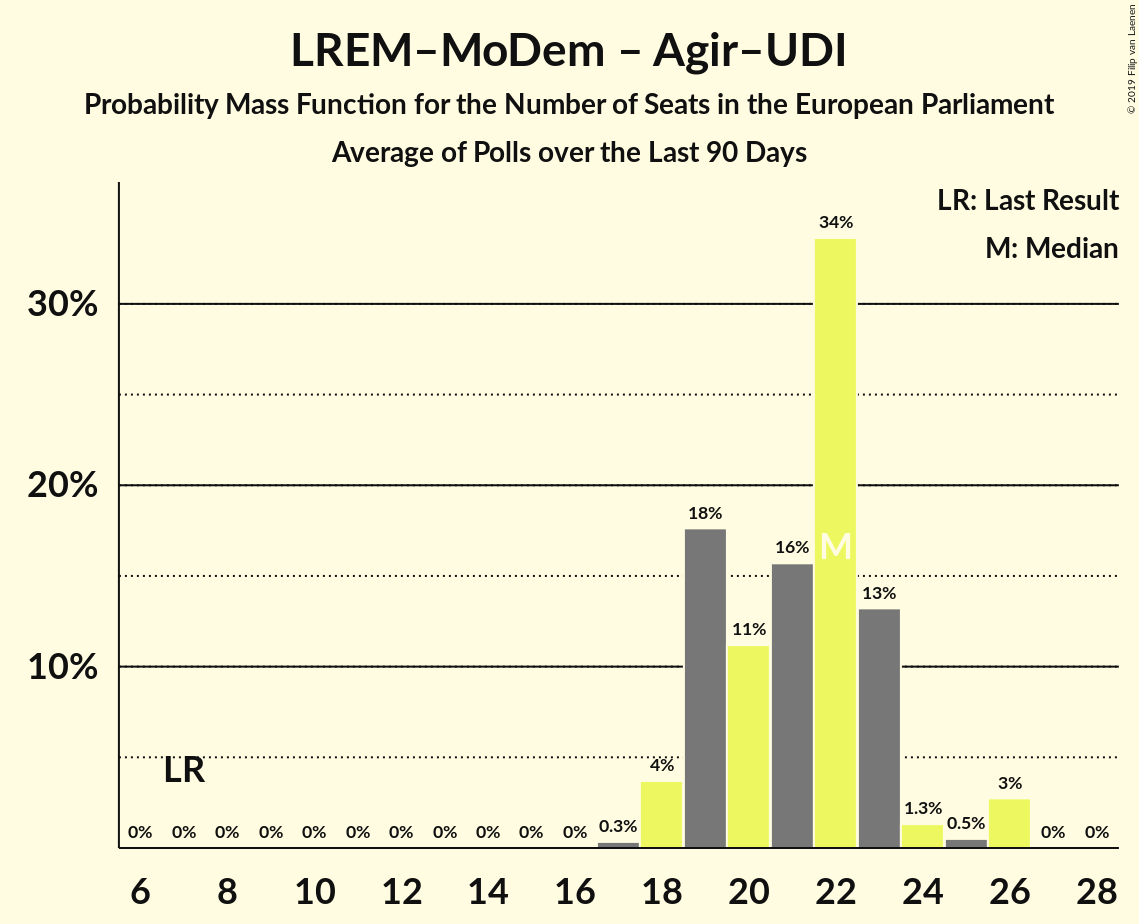 LREM–MoDem – Agir–UDI
Probability Mass Function for the Number of Seats in the European Parliament
Average of Polls over the Last 90 Days
© 2019 Filip van Laenen
LR: Last Result
M: Median
34%
30%
20%
18%
16%
M
13%
11%
10%
LR
4%
3%
1.3%
0.5%
0.3%
0% 0% 0% 0% 0% 0% 0% 0% 0% 0% 0% 0% 0%
6 8 10 12 14 16 18 20 22 24 26 28